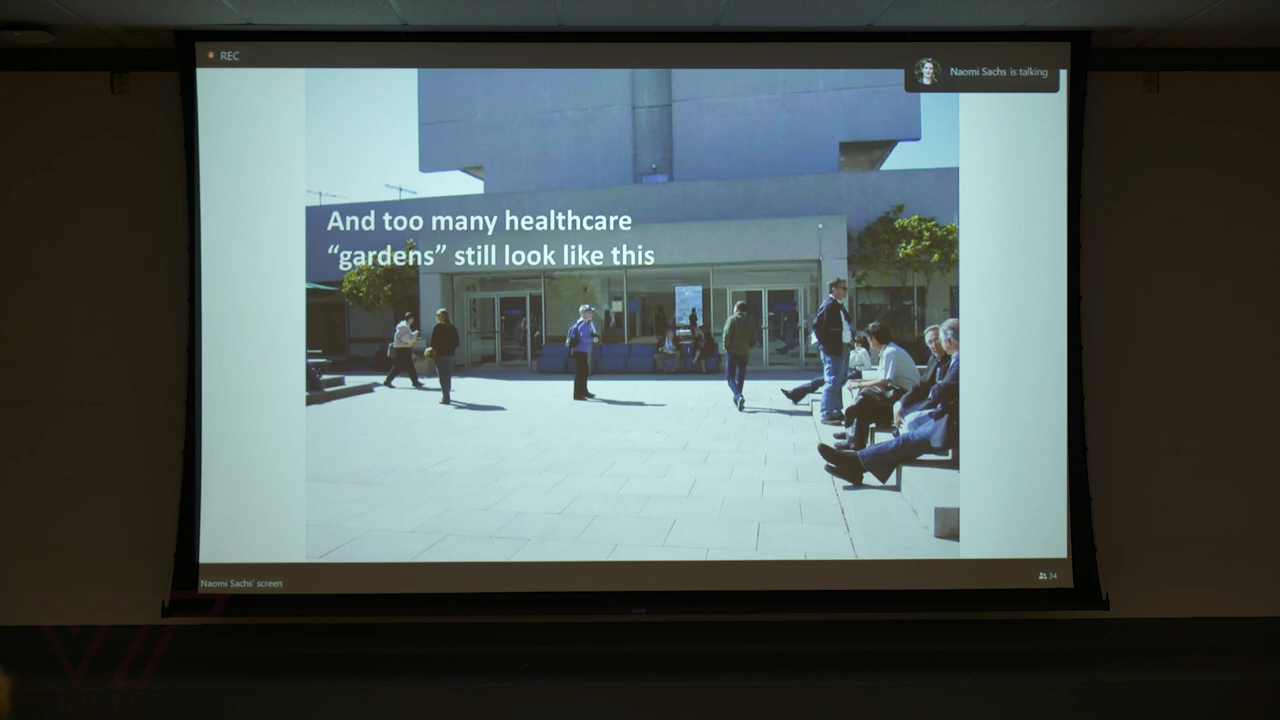 REC
Naomi Sachs is talking
And too many healthcare
“gardens” still look like this
Naomi Sachs' screen
34